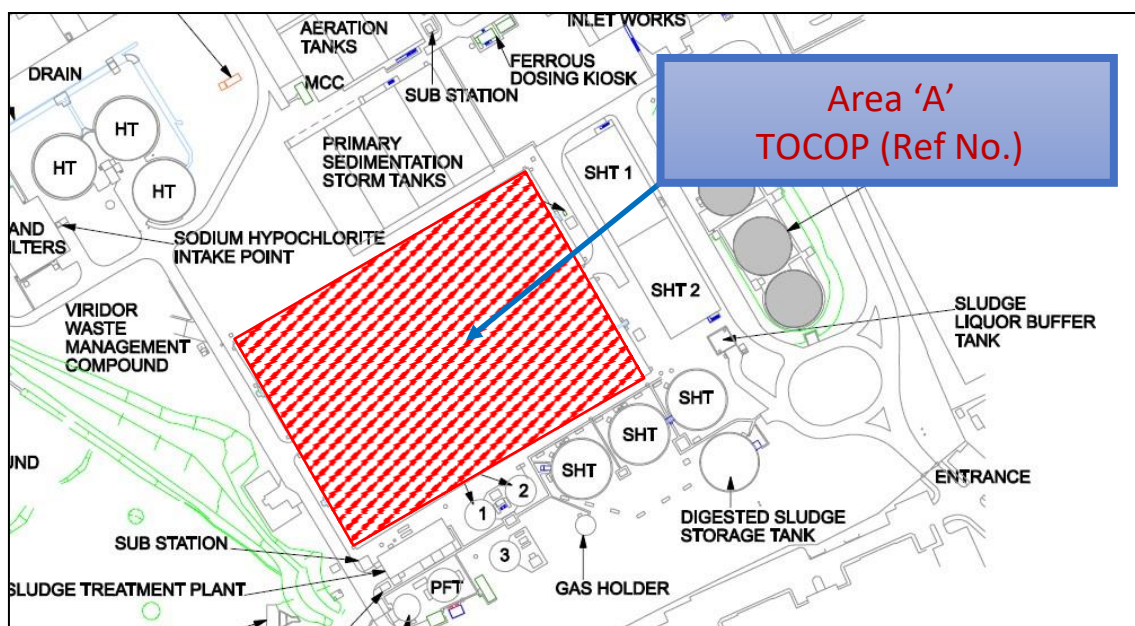 AERATION
TANKS
INLET WORKS
FERROUS
DOSING KIOSK
DRAIN
MCC
SUB STATION
Area ‘A’
TOCOP (Ref No.)
HT
HT
HT
PRIMARY
SEDIMENTATION
STORM TANKS
SHT 1
AND
SODIUM HYPOCHLORITE
INTAKE POINT
SHT 2
VIRIDOR
WASTE
MANAGEMENT
COMPOUND
SLUDGE
LIQUOR BUFFER
TANK
SHT
SHT
SHT
UND
ENTRANCE
2
1
3
DIGESTED SLUDGE
STORAGE TANK
SUB STATION
SLUDGE TREATMENT PLANT
PFT
GAS HOLDER